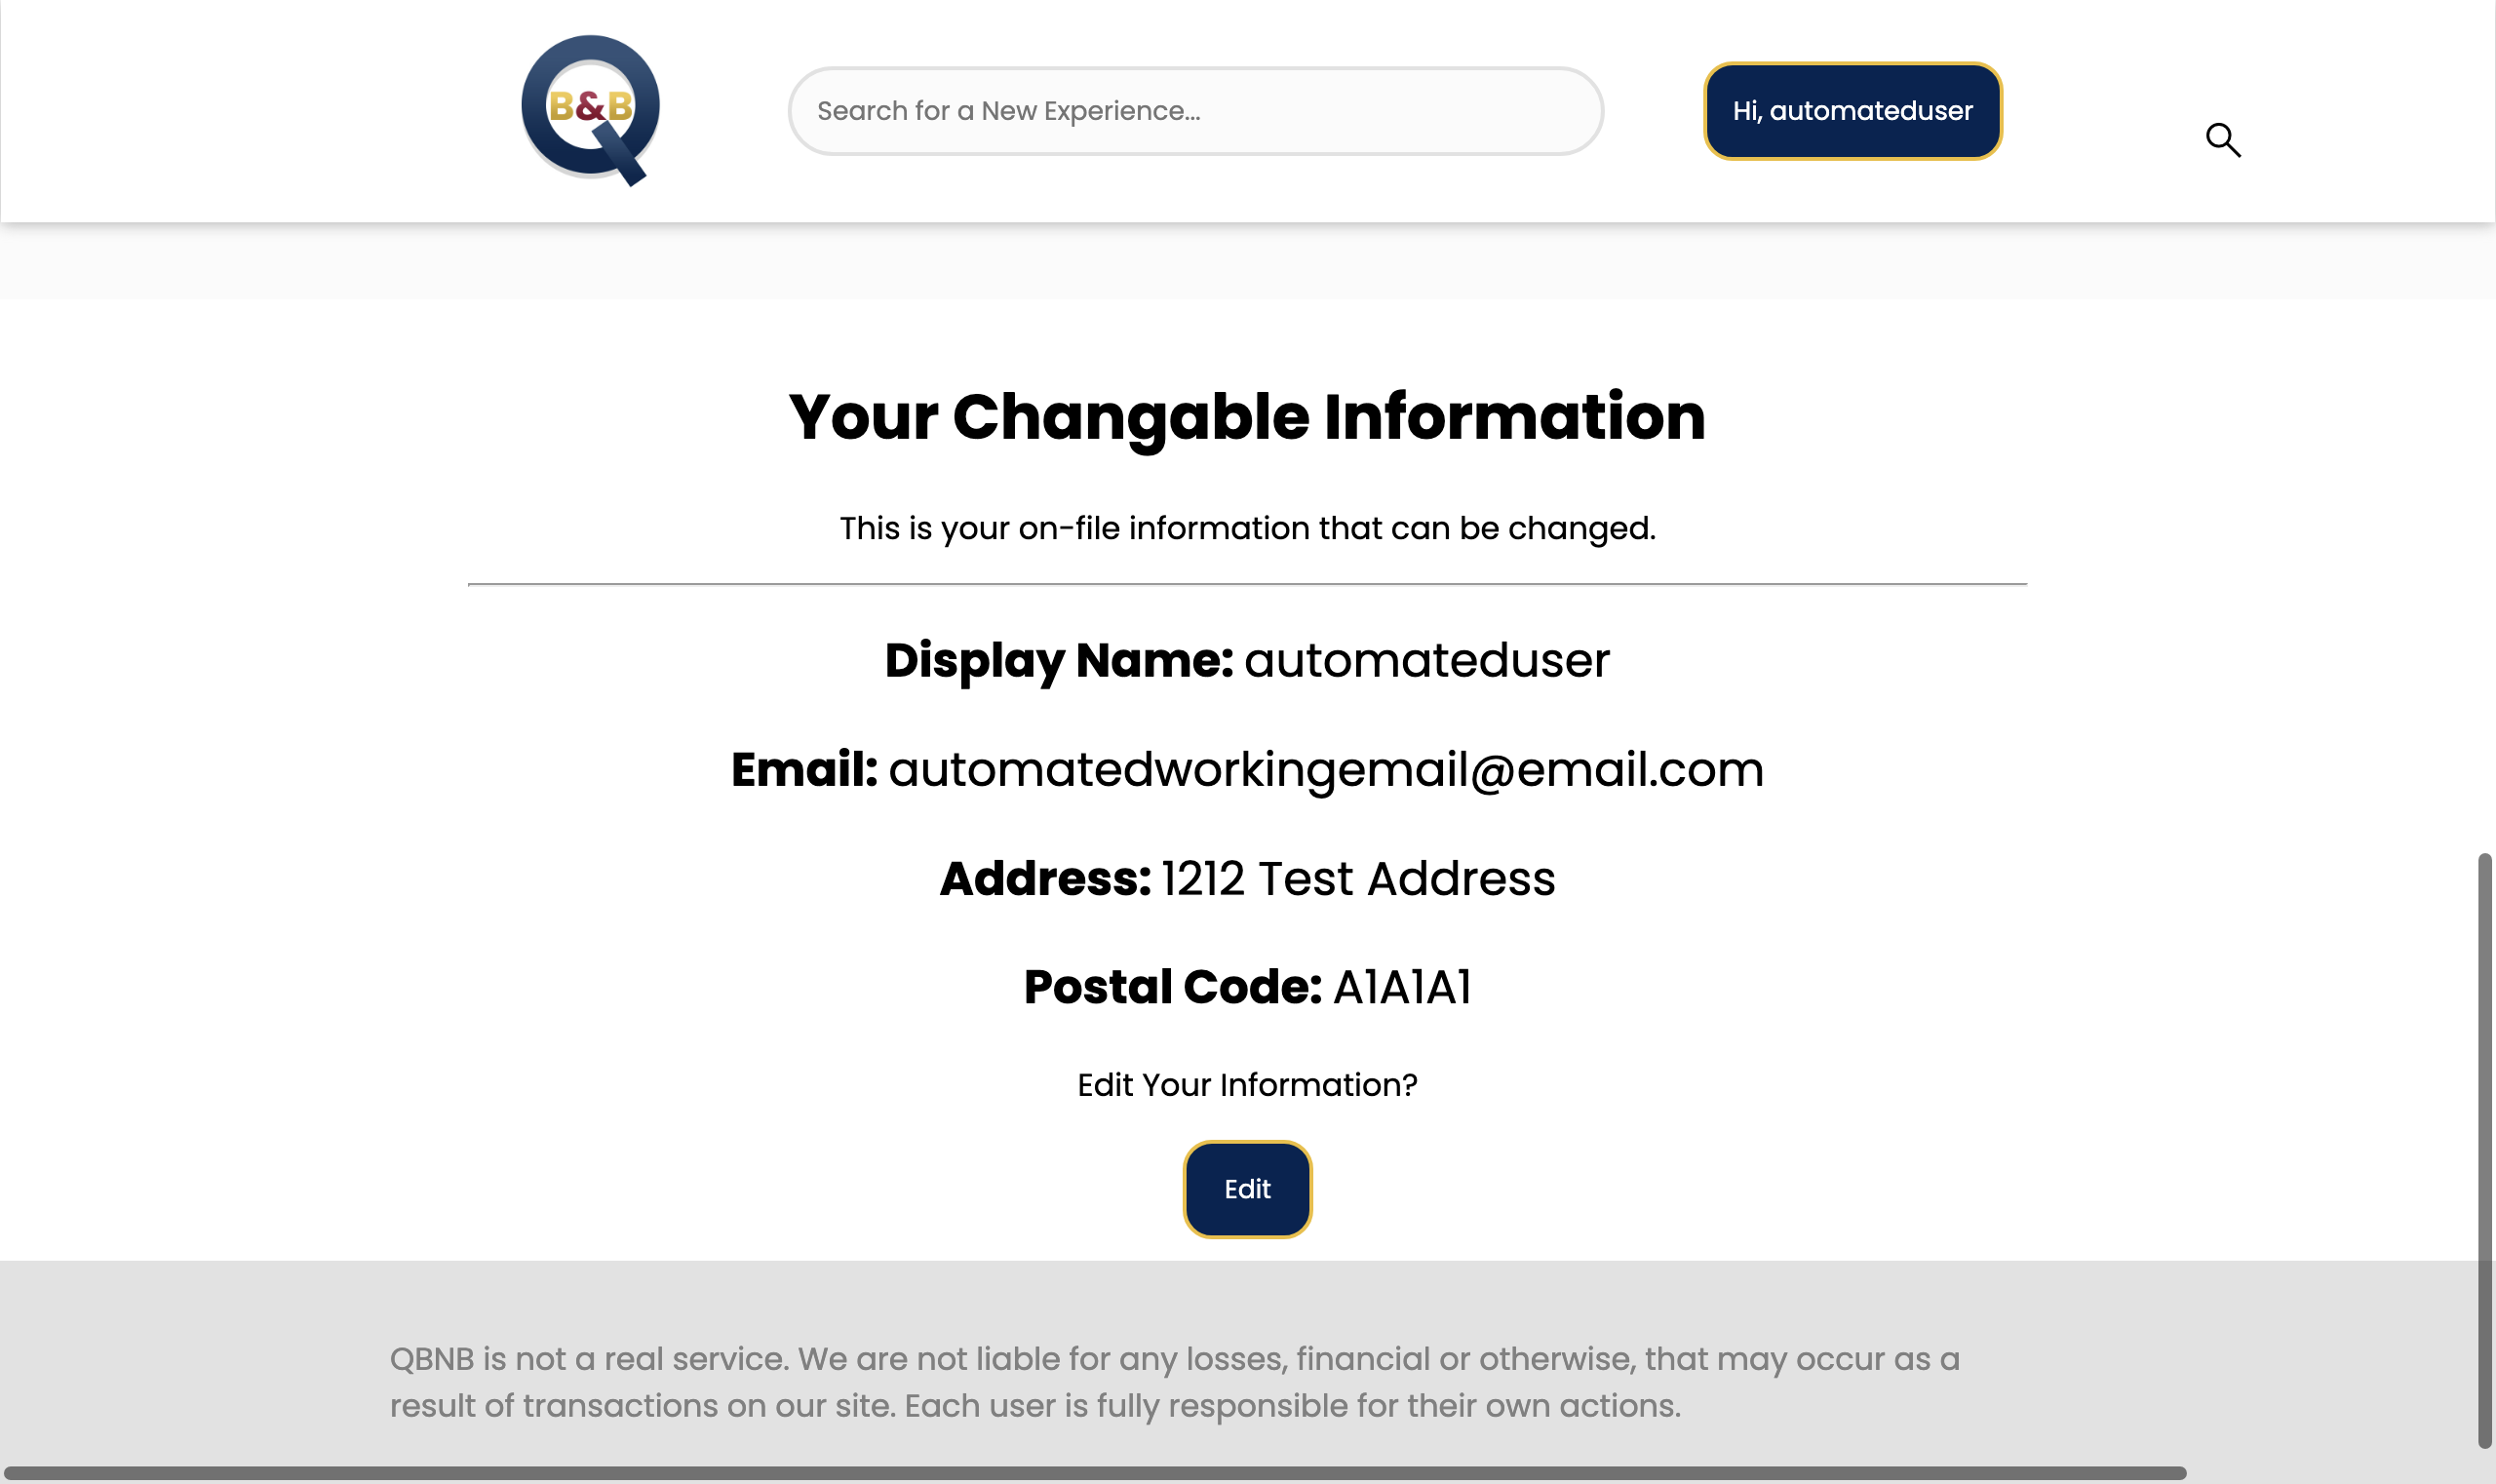 B&B
Search for a New Experience...
Hi, automateduser
Your Changable Information
This is your on-file information that can be changed.
Display Name: automateduser
Email: automatedworkingemail@email.com
Address: 1212 Test Address
Postal Code: A1A1A1
Edit Your Information?
Edit
QBNB is not a real service. We are not liable for any losses, financial or otherwise, that may occur as a
result of transactions on our site. Each user is fully responsible for their own actions.